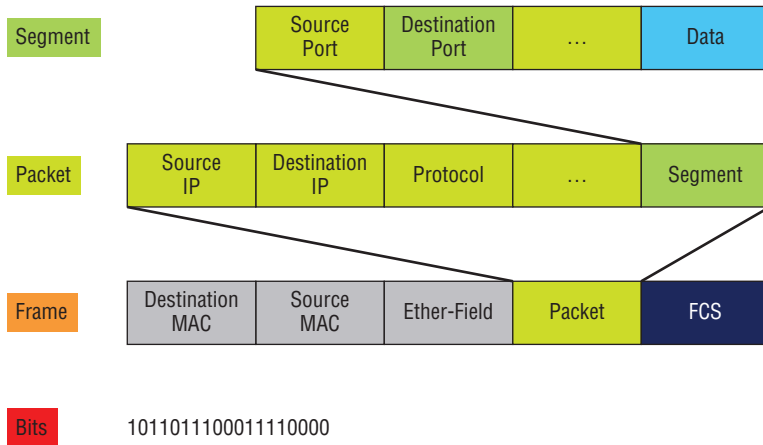 Segment
Source Port
Destination Port
...
Data
Packet
Source IP
Destination IP
Protocol
...
Segment
Frame
Destination MAC
Source MAC
Ether-Field
Packet
FCS
Bits
1011011100011110000